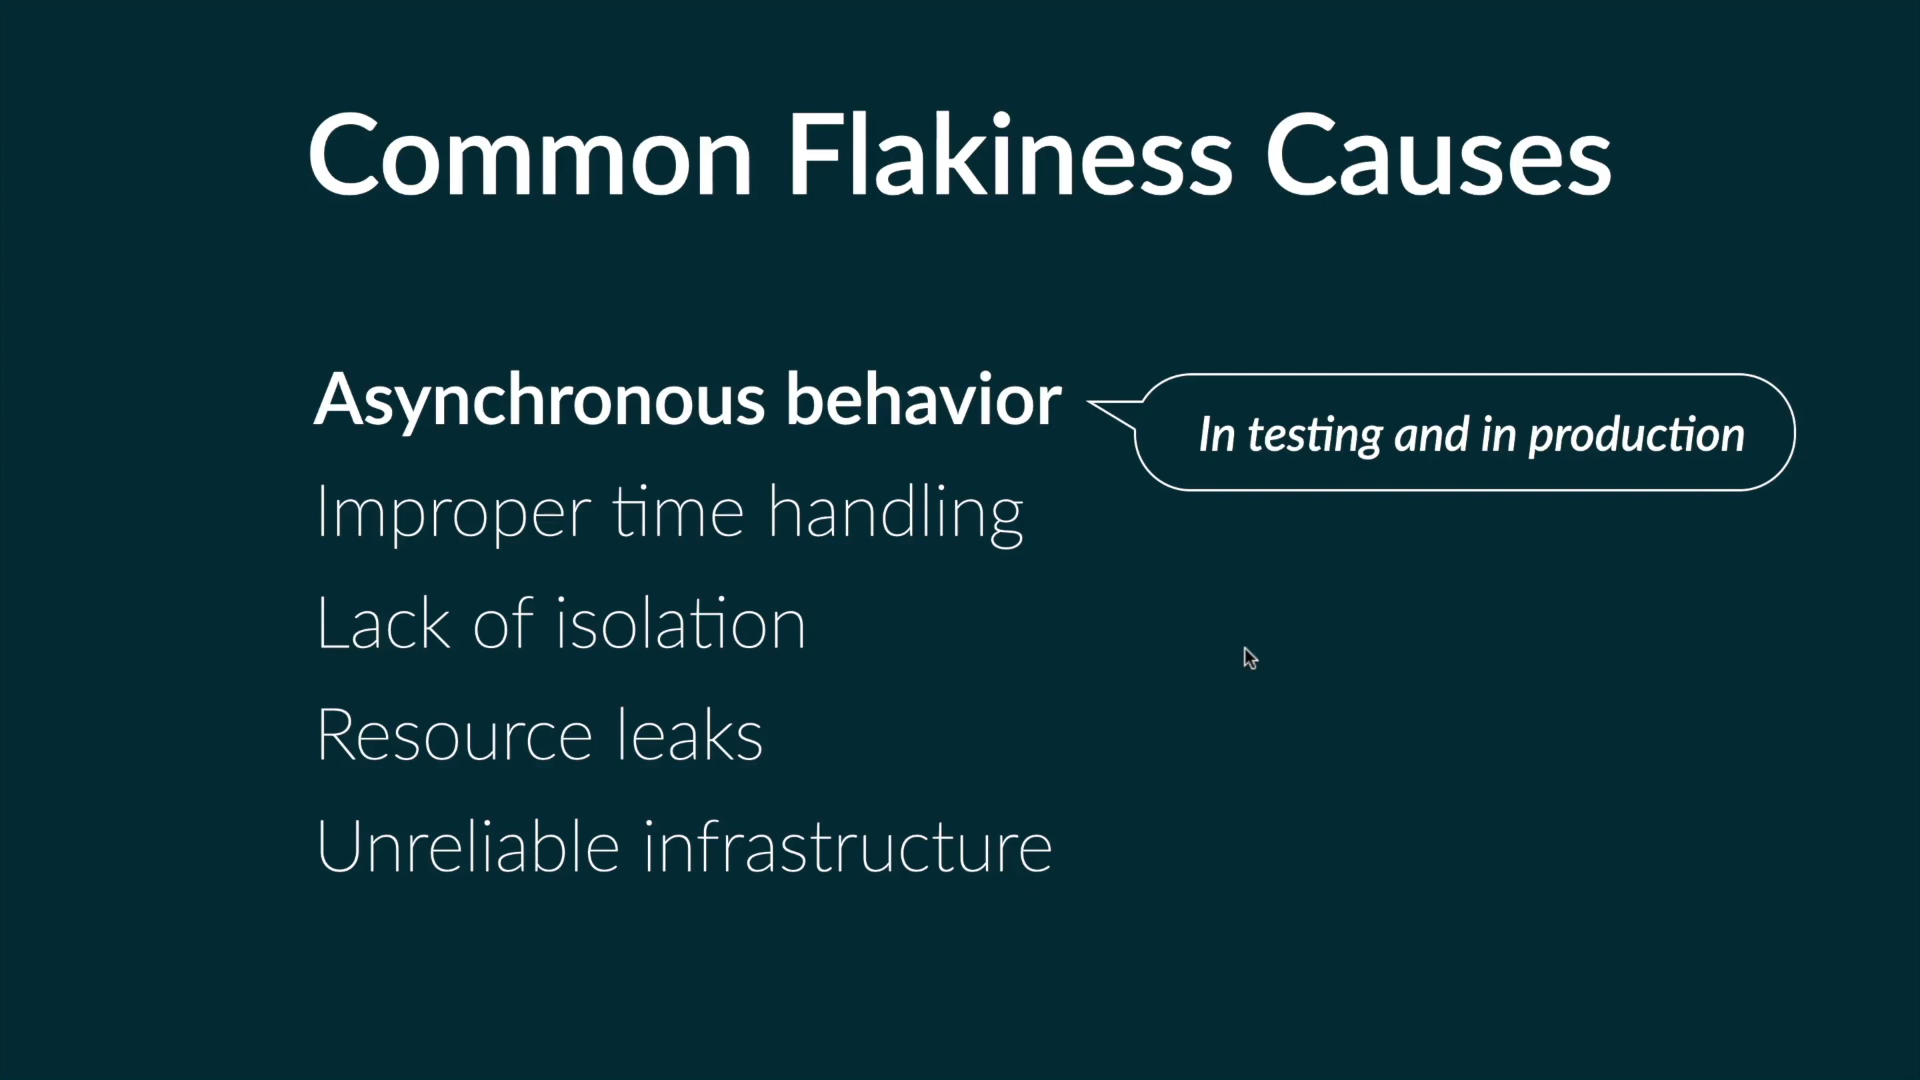 Common Flakiness Causes
Asynchronous behavior
In testing and in production
Improper time handling
Lack of isolation
Resource leaks
Unreliable infrastructure